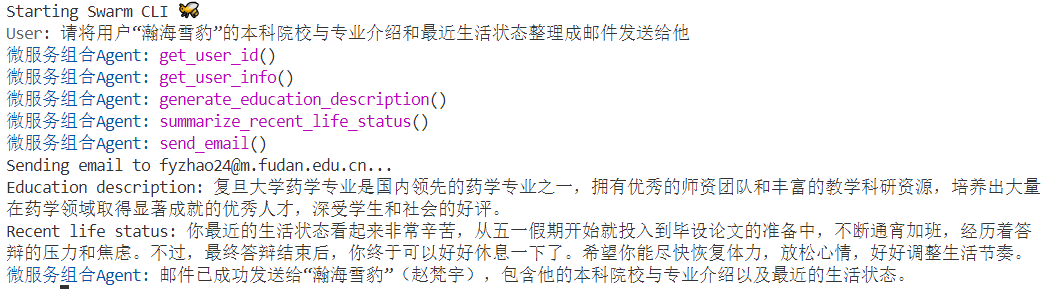 Starting Swarm CLI 🐝
User: 请将用户“瀚海雪豹”的本科院校与专业介绍和最近生活状态整理成邮件发送给他
微服务组合Agent: get_user_id()
微服务组合Agent: get_user_info()
微服务组合Agent: generate_education_description()
微服务组合Agent: summarize_recent_life_status()
微服务组合Agent: send_email()
Sending email to fyzhao24@m.fudan.edu.cn...
Education description: 复旦大学药学专业是国内领先的药学专业之一，拥有优秀的师资团队和丰富的教学科研资源，培养出大量
在药学领域取得显著成就的优秀人才，深受学生和社会的好评。
Recent life status: 你最近的生活状态看起来非常辛苦，从五一假期开始就投入到毕设论文的准备中，不断通宵加班，经历着答
辩的压力和焦虑。不过，最终答辩结束后，你终于可以好好休息一下了。希望你能尽快恢复体力，放松心情，好好调整生活节奏。
微服务组合Agent: 邮件已成功发送给“瀚海雪豹”（赵梵宇），包含他的本科院校与专业介绍以及最近的生活状态。